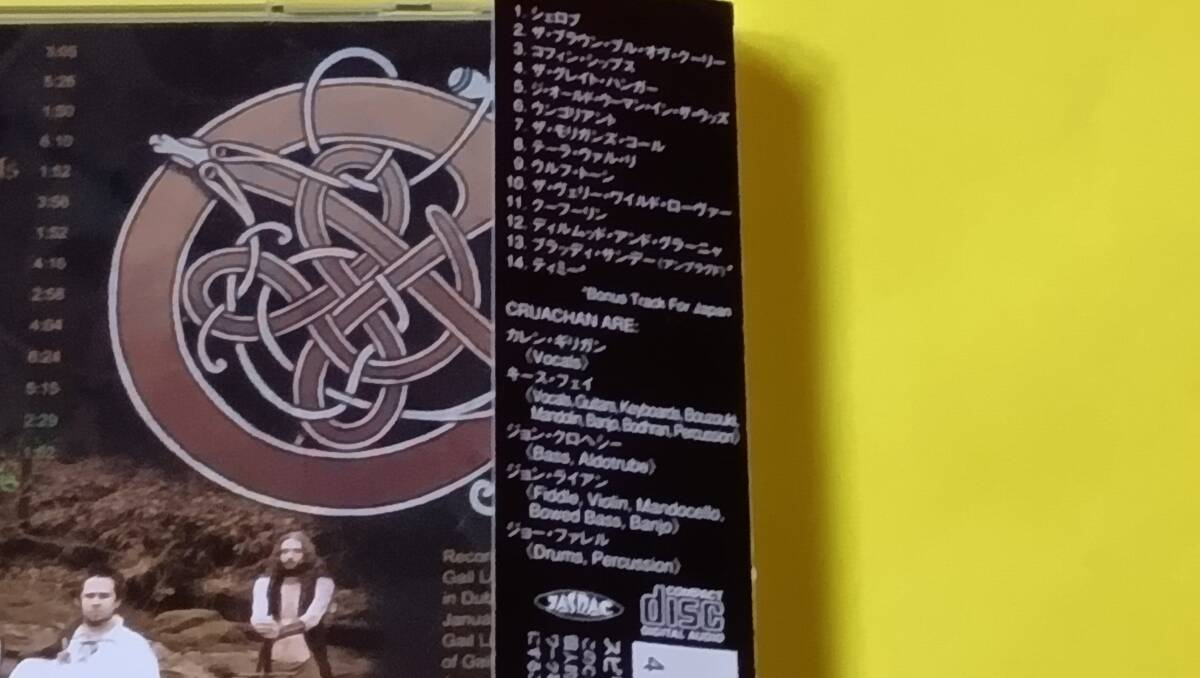 3:05
5:25
1:50
6:10
1:52
3:56
1:52
4:16
2:56
4:04
6:24
5:15
2:29
1:02
1. シェロブ
2. ザ・ブラウン・ブル・オヴ・クーリー
3. コフィン・シップス
4. ザ・グレイト・ハンガー
5. ジ・オールド・ウーマン・イン・ザ・ウッズ
6. ウンゴリアント
7. ザ・モリガンズ・コール
8. テーラ・ヴァル・リ
9. ウルフ・トーン
10. ザ・ヴェリー・ワイルド・ローヴァー
11. クーフーリン
12. ディルムッド・アンド・グラーニャ
13. ブラッディ・サンデー (アンプラグド)*
14. ティミー*
*Bonus Track For Japan
CRUACHAN ARE:
カレン・ギリガン
《Vocals》
キース・フェイ
《Vocals, Guitars, Keyboards, Bouzouki,
Mandolin, Banjo, Bodhran, Percussion》
ジョン・クロヘシー
《Bass, Aldotrube》
ジョン・ライアン
《Fiddle, Violin, Mandocello,
Bowed Bass, Banjo》
ジョー・ファレル
《Drums, Percussion》
JASRAC
COMPACT
disc
DIGITAL AUDIO
4
Recor
Gail L
in Dub
Janua
Gail L
of Gai